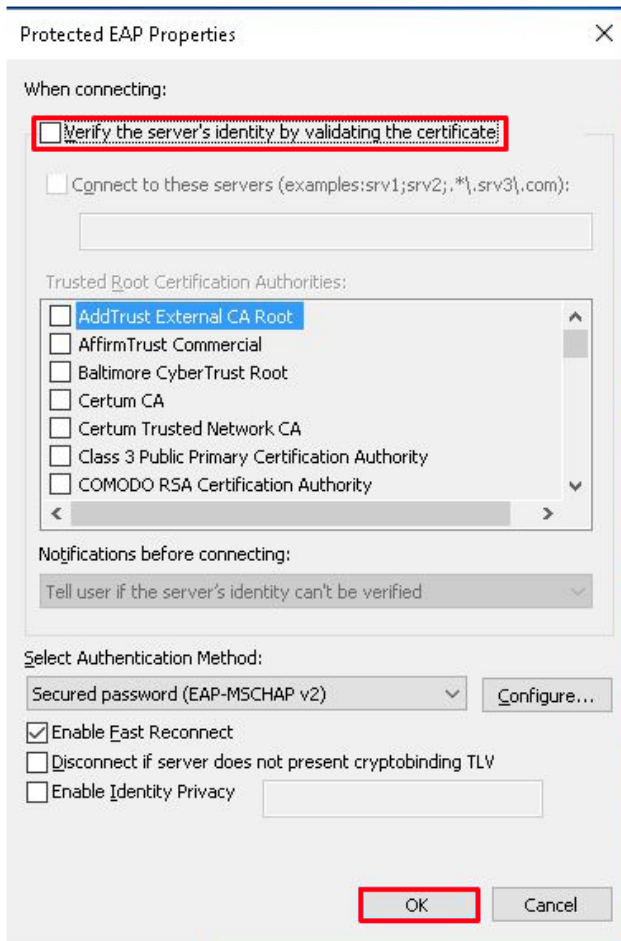 Protected EAP Properties
When connecting:
Verify the server's identity by validating the certificate
Connect to these servers (examples:srv1;srv2;.*\.srv3\.com):
Trusted Root Certification Authorities:
AddTrust External CA Root
AffirmTrust Commercial
Baltimore CyberTrust Root
Certum CA
Certum Trusted Network CA
Class 3 Public Primary Certification Authority
COMODO RSA Certification Authority
Notifications before connecting:
Tell user if the server's identity can't be verified
Select Authentication Method:
Secured password (EAP-MSCHAP v2)
Configure...
Enable Fast Reconnect
Disconnect if server does not present cryptobinding TLV
Enable Identity Privacy
OK Cancel